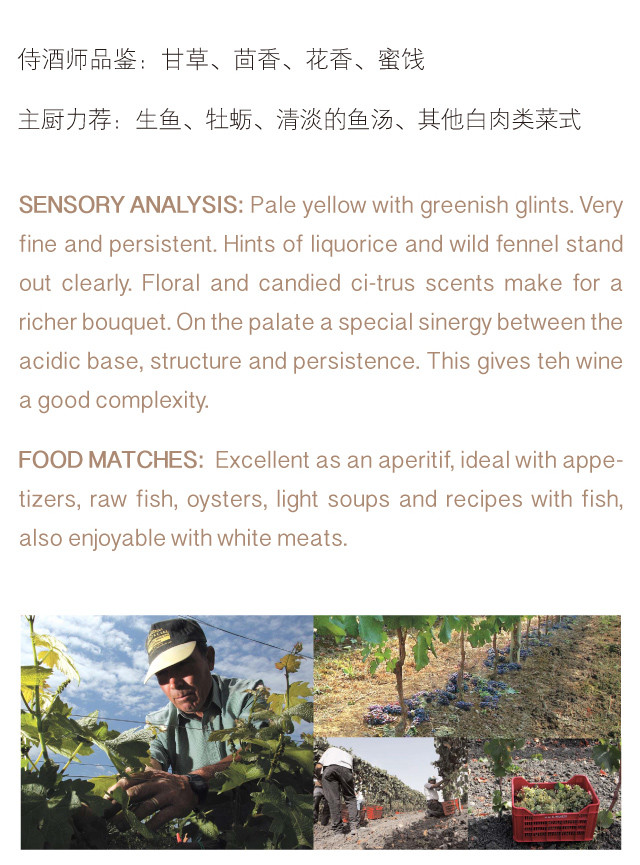 侍酒师品鉴：甘草、茴香、花香、蜜饯
主厨力荐：生鱼、牡蛎、清淡的鱼汤、其他白肉类菜式
SENSORY ANALYSIS: Pale yellow with greenish glints. Very
fine and persistent. Hints of liquorice and wild fennel stand
out clearly. Floral and candied ci-trus scents make for a
richer bouquet. On the palate a special sinergy between the
acidic base, structure and persistence. This gives teh wine
a good complexity.
FOOD MATCHES: Excellent as an aperitif, ideal with appe-
tizers, raw fish, oysters, light soups and recipes with fish,
also enjoyable with white meats.